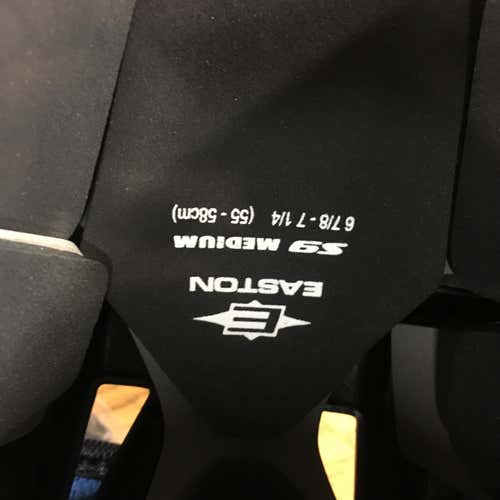 E
EASTON
S9 MEDIUM
6 7/8 - 7 1/4 (55 - 58cm)